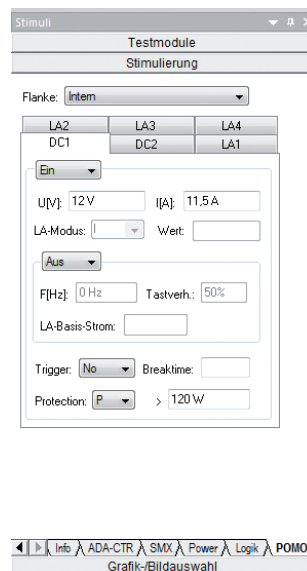 Stimuli
Testmodule
Stimulierung
Flanke: Intern
LA2 LA3 LA4
DC1 DC2 LA1
Ein
U[V]: 12 V I[A]: 11,5 A
LA-Modus: I Wert:
Aus
F[Hz]: 0 Hz Tastverh.: 50%
LA-Basis-Strom:
Trigger: No Breaktime:
Protection: P > 120 W
Info ADA-CTR SMX Power Logik POMO
Grafik-/Bildauswahl